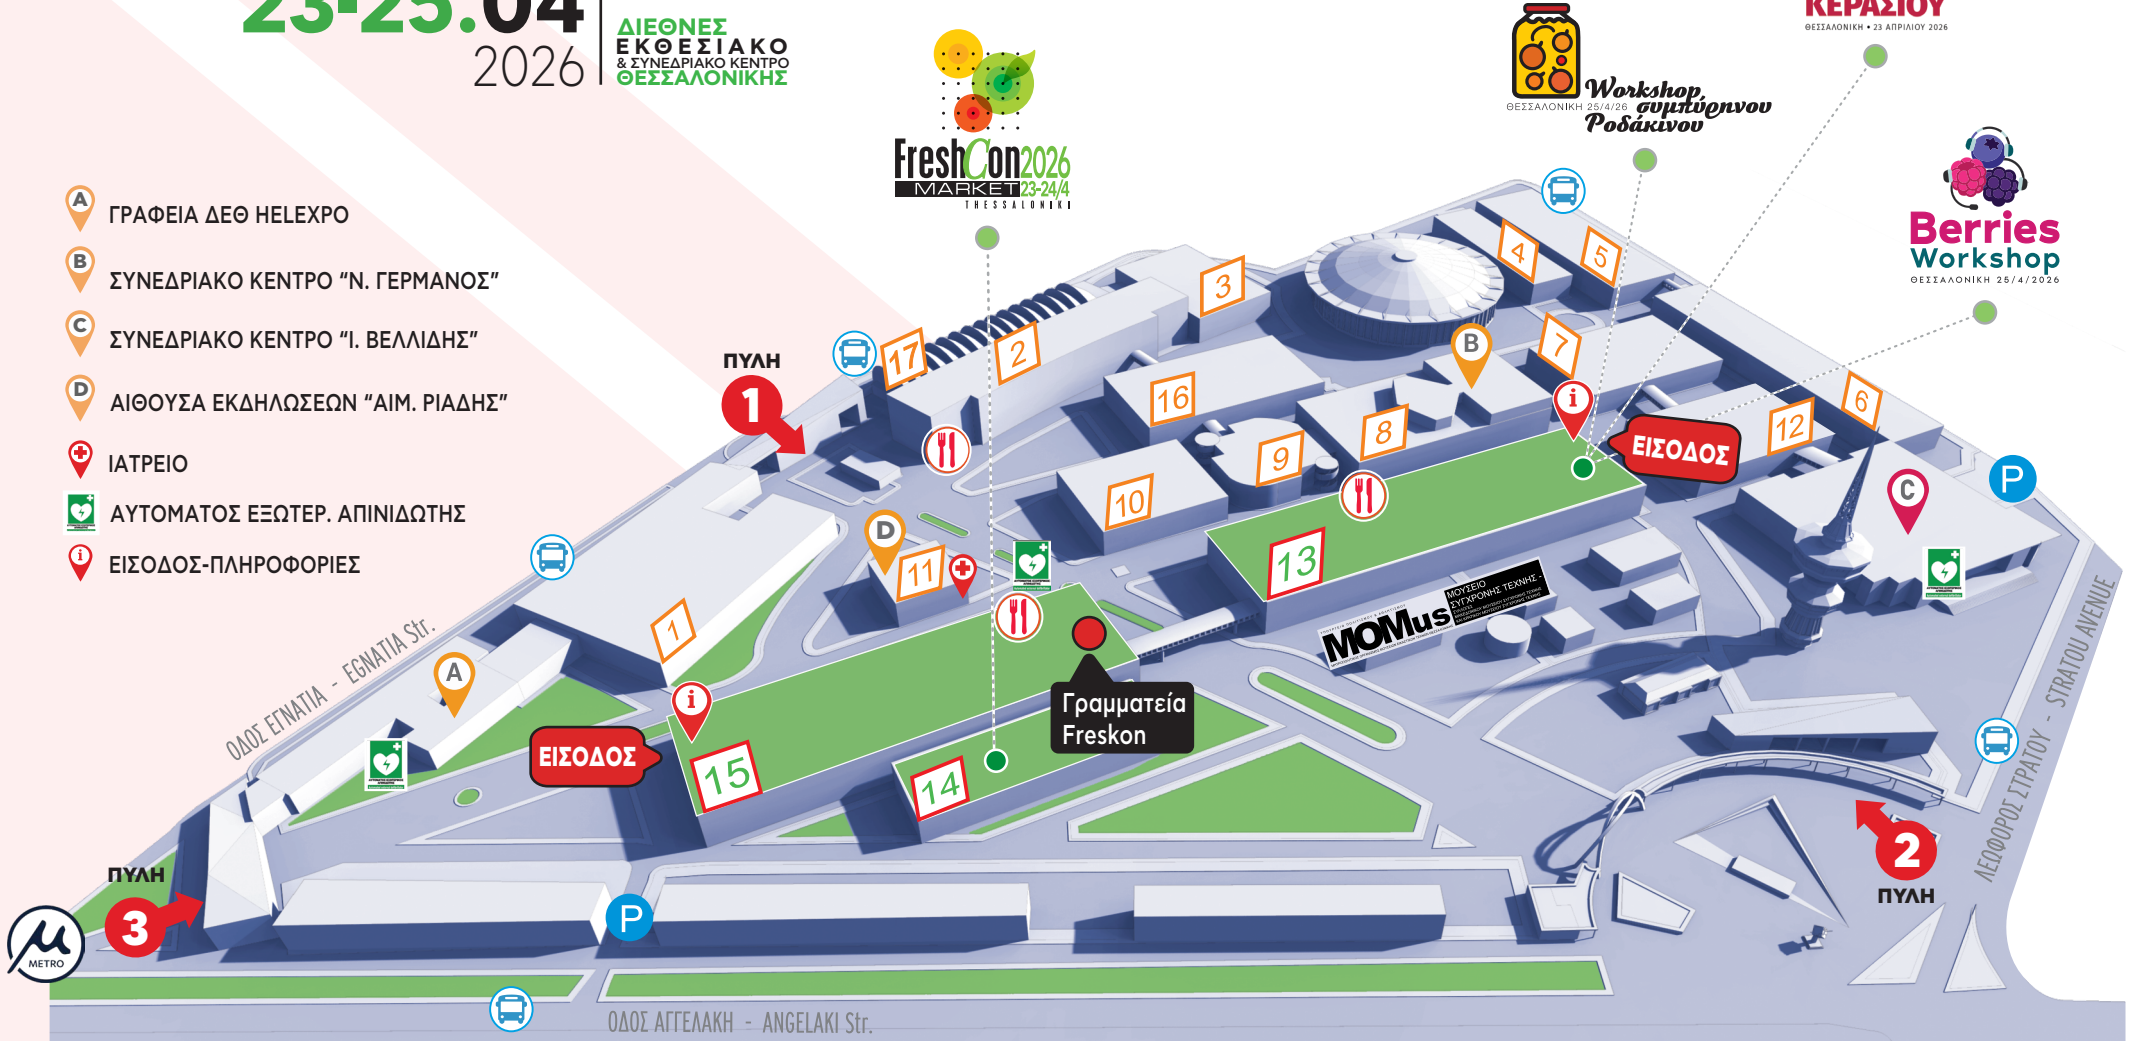 23-25.04
2026
ΔΙΕΘΝΕΣ
ΕΚΘΕΣΙΑΚΟ
& ΣΥΝΕΔΡΙΑΚΟ ΚΕΝΤΡΟ
ΘΕΣΣΑΛΟΝΙΚΗΣ
FreshCon 2026
MARKET 23-24/4
THESSALONIKI
Workshop
ΘΕΣΣΑΛΟΝΙΚΗ 25/4/26
συμπύρηνου
Ροδάκινου
ΚΕΡΑΣΙΟΥ
ΘΕΣΣΑΛΟΝΙΚΗ • 23 ΑΠΡΙΛΙΟΥ 2026
Berries
Workshop
ΘΕΣΣΑΛΟΝΙΚΗ 25/4/2026
A ΓΡΑΦΕΙΑ ΔΕΘ HELEXPO
B ΣΥΝΕΔΡΙΑΚΟ ΚΕΝΤΡΟ “Ν. ΓΕΡΜΑΝΟΣ”
C ΣΥΝΕΔΡΙΑΚΟ ΚΕΝΤΡΟ “Ι. ΒΕΛΛΙΔΗΣ”
D ΑΙΘΟΥΣΑ ΕΚΔΗΛΩΣΕΩΝ “ΑΙΜ. ΡΙΑΔΗΣ”
ΙΑΤΡΕΙΟ
ΑΥΤΟΜΑΤΟΣ ΕΞΩΤΕΡ. ΑΠΙΝΙΔΩΤΗΣ
i ΕΙΣΟΔΟΣ-ΠΛΗΡΟΦΟΡΙΕΣ
ΠΥΛΗ
1
17
2
3
4
5
B
7
i
16
8
9
10
ΕΙΣΟΔΟΣ
12
6
P
C
D
11
13
MOMus
ΜΟΥΣΕΙΟ
ΣΥΓΧΡΟΝΗΣ ΤΕΧΝΗΣ -
1
A
i
ΕΙΣΟΔΟΣ
15
14
Γραμματεία
Freskon
ΟΔΟΣ ΕΓΝΑΤΙΑ - EGNATIA Str.
ΛΕΩΦΟΡΟΣ ΣΤΡΑΤΟΥ - STRATOU AVENUE
2
ΠΥΛΗ
ΠΥΛΗ
3
METRO
P
ΟΔΟΣ ΑΓΓΕΛΑΚΗ - ANGELAKI Str.